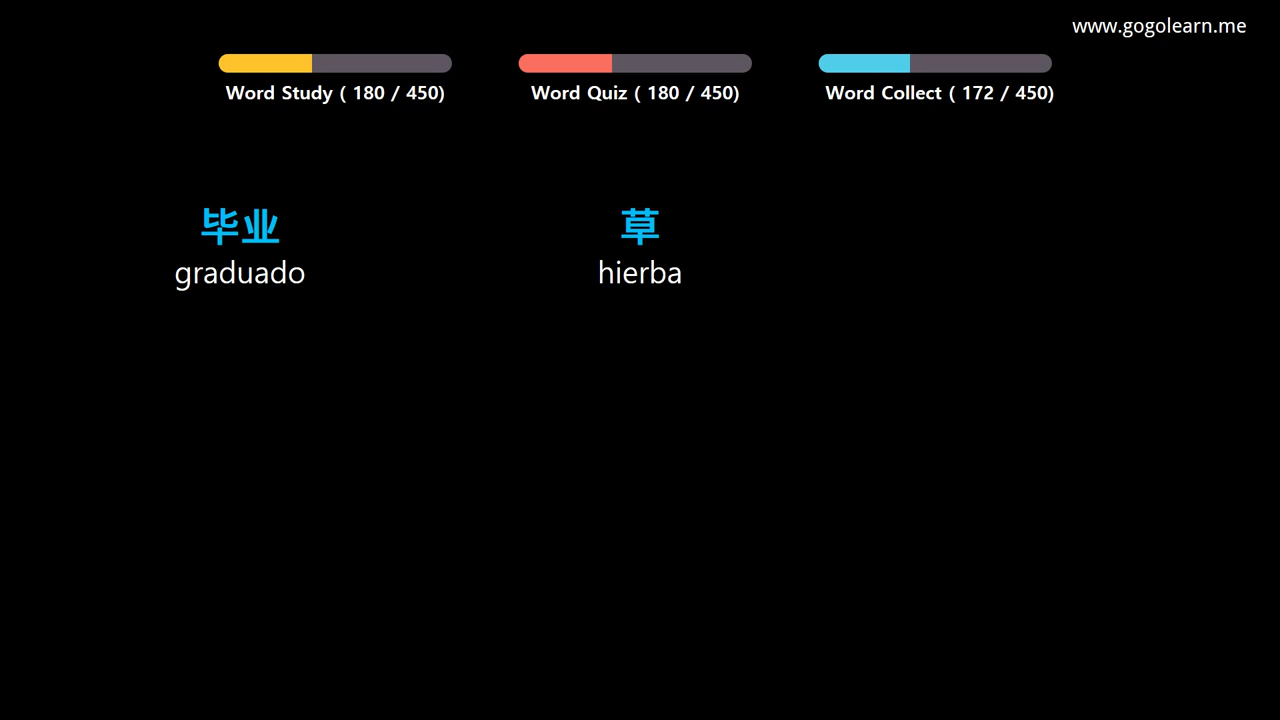 www.gogolearn.me
Word Study ( 180 / 450)
Word Quiz ( 180 / 450)
Word Collect ( 172 / 450)
毕业
graduado
草
hierba